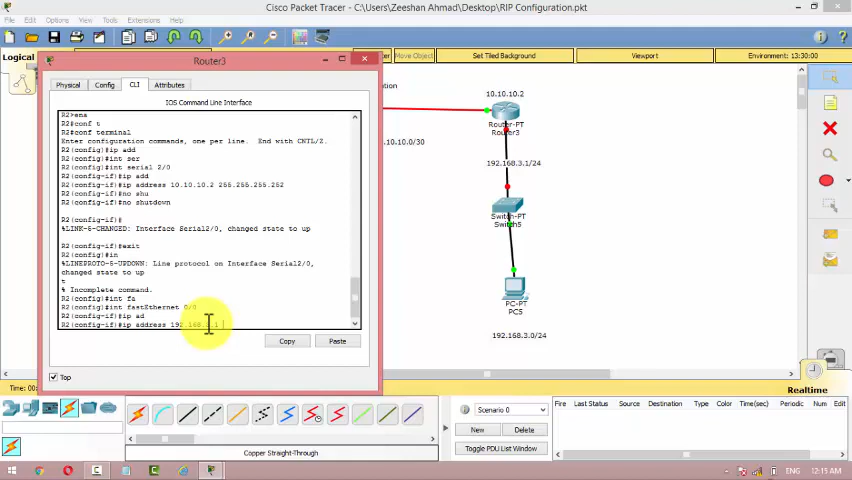 Cisco Packet Tracer - C:\Users\Zeeshan Ahmad\Desktop\RIP Configuration.pkt
File Edit Options View Tools Extensions Help
Logical
Move Object
Set Tiled Background
Viewport
Environment: 13:30:00
Router3
Physical Config CLI Attributes
IOS Command Line Interface
R2>ena
R2#conf t
R2#conf terminal
Enter configuration commands, one per line. End with CNTL/Z.
R2(config)#ip add
R2(config)#int ser
R2(config)#int serial 2/0
R2(config-if)#ip add
R2(config-if)#ip address 10.10.10.2 255.255.255.252
R2(config-if)#no shu
R2(config-if)#no shutdown
R2(config-if)#
%LINK-5-CHANGED: Interface Serial2/0, changed state to up
R2(config-if)#exit
R2(config)#in
%LINEPROTO-5-UPDOWN: Line protocol on Interface Serial2/0,
changed state to up
t
% Incomplete command.
R2(config)#int fa
R2(config)#int fastEthernet 0/0
R2(config-if)#ip ad
R2(config-if)#ip address 192.168.3.1
Copy Paste
Top
ation
10.10.10.2
Router-PT
Router3
.10.0/30
192.168.3.1/24
Switch-PT
Switch5
PC-PT
PC5
192.168.3.0/24
Time: 00:
Realtime
Scenario 0
New Delete
Toggle PDU List Window
Fire Last Status Source Destination Type Color Time(sec) Periodic Num Edit
Copper Straight-Through
ENG 12:15 AM